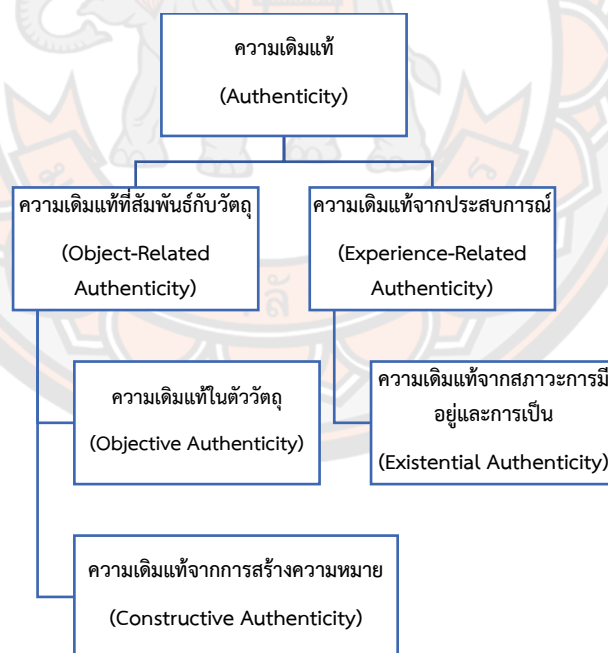 ความเดิมแท้
(Authenticity)
ความเดิมแท้ที่สัมพันธ์กับวัตถุ
(Object-Related
Authenticity)
ความเดิมแท้จากประสบการณ์
(Experience-Related
Authenticity)
ความเดิมแท้ในตัววัตถุ
(Objective Authenticity)
ความเดิมแท้จากสภาวะการมี
อยู่และการเป็น
(Existential Authenticity)
ความเดิมแท้จากการสร้างความหมาย
(Constructive Authenticity)